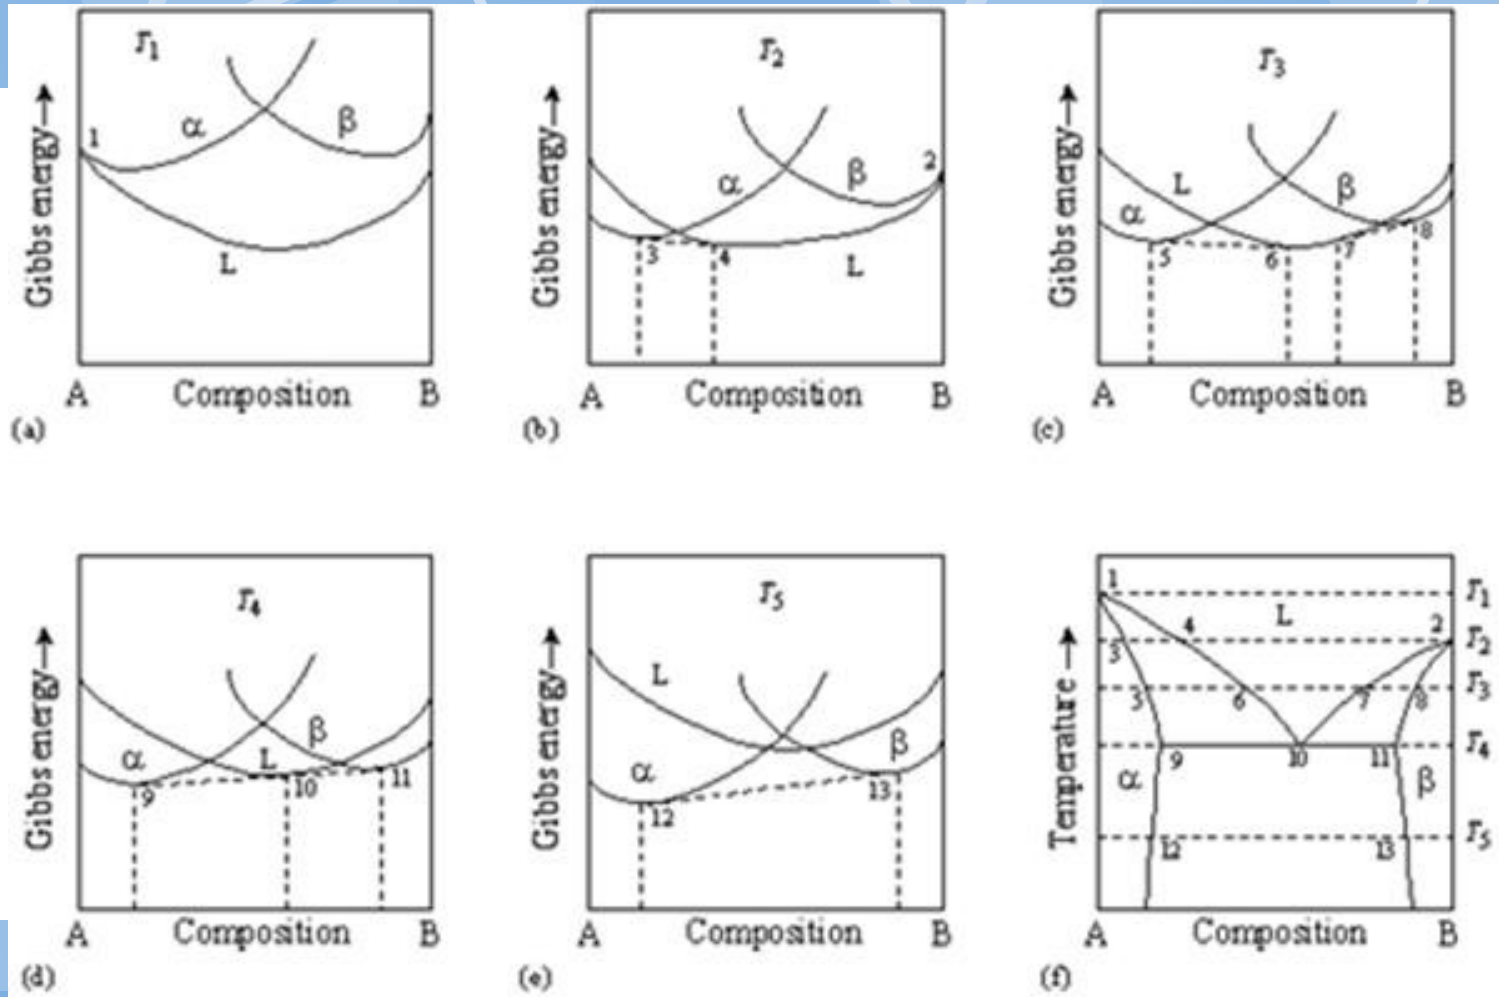 T1
α
β
1
L
Gibbs energy
A Composition B
(a)
T2
α
β
2
3
4
L
Gibbs energy
A Composition B
(b)
T3
L
α
β
5
6
7
8
Gibbs energy
A Composition B
(c)
T4
α
L
β
9
10
11
Gibbs energy
A Composition B
(d)
T5
L
α
β
12
13
Gibbs energy
A Composition B
(e)
1
T1
L
4
2
T2
3
5
6
7
8
T3
9
10
11
T4
α
β
12
13
T5
Temperature
A Composition B
(f)